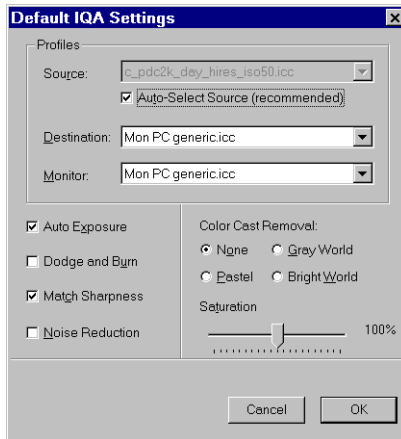 Default IQA Settings
Profiles
Source: c_pdc2k_day_hires_iso50.icc
Auto-Select Source (recommended)
Destination: Mon PC generic.icc
Monitor: Mon PC generic.icc
Auto Exposure
Dodge and Burn
Match Sharpness
Noise Reduction
Color Cast Removal:
None Gray World
Pastel Bright World
Saturation
100%
Cancel OK